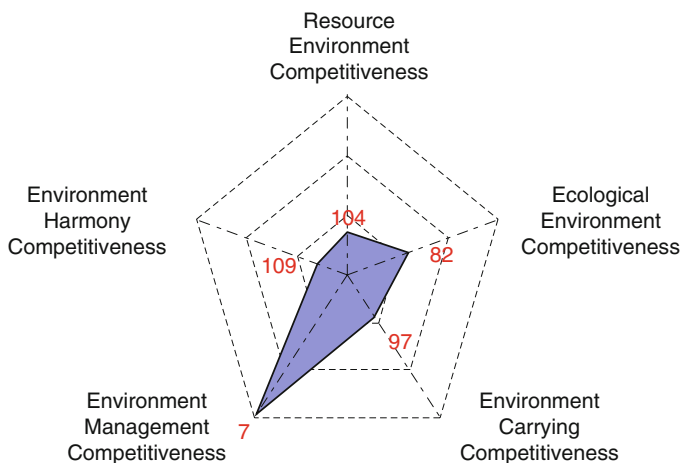 Resource
Environment
Competitiveness
104
Environment
Harmony
Competitiveness
109
Ecological
Environment
Competitiveness
82
97
Environment
Management
Competitiveness
7
Environment
Carrying
Competitiveness